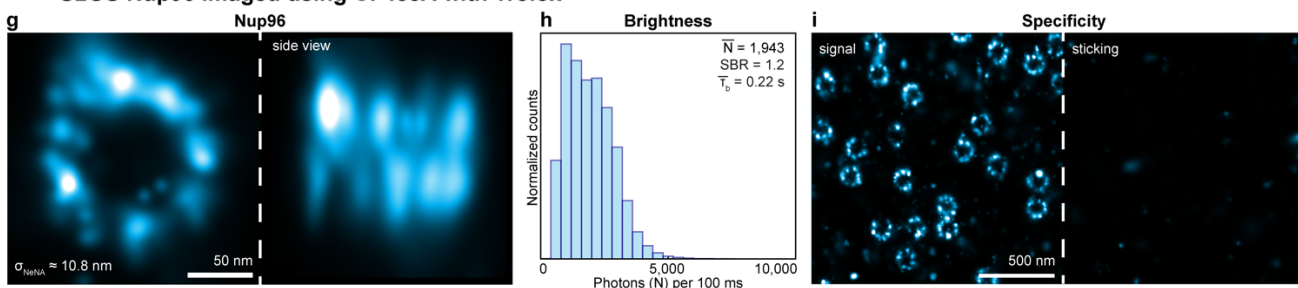 g
Nup96
side view
σNeNA ≈ 10.8 nm
50 nm
h
Brightness
N̅ = 1,943
SBR = 1.2
τ̅b = 0.22 s
Normalized counts
0
5,000
10,000
Photons (N) per 100 ms
i
Specificity
signal
sticking
500 nm